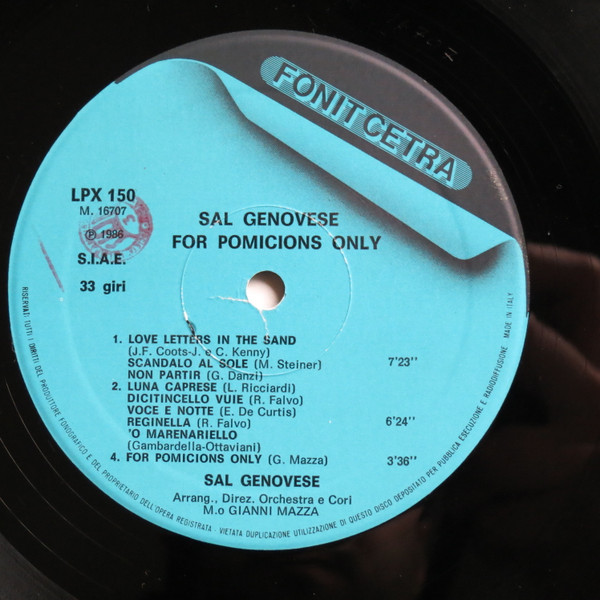 FONIT CETRA
LPX 150
M. 16707
℗ 1986
S.I.A.E.
33 giri
SAL GENOVESE
FOR POMICIONS ONLY
1. LOVE LETTERS IN THE SAND
(J.F. Coots-J. e C. Kenny)
SCANDALO AL SOLE (M. Steiner) 7'23''
NON PARTIR (G. Danzi)
2. LUNA CAPRESE (L. Ricciardi)
DICITINCELLO VUIE (R. Falvo)
VOCE E NOTTE (E. De Curtis)
REGINELLA (R. Falvo) 6'24''
'O MARENARIELLO
(Gambardella-Ottaviani)
4. FOR POMICIONS ONLY (G. Mazza) 3'36''
SAL GENOVESE
Arrang., Direz. Orchestra e Cori
M.o GIANNI MAZZA
RISERVATI TUTTI I DIRITTI DEL PRODUTTORE FONOGRAFICO E DEL PROPRIETARIO DELL'OPERA REGISTRATA - VIETATA DUPLICAZIONE UTILIZZAZIONE DI QUESTO DISCO DEPOSITATO PER PUBBLICA ESECUZIONE E RADIODIFFUSIONE MADE IN ITALY